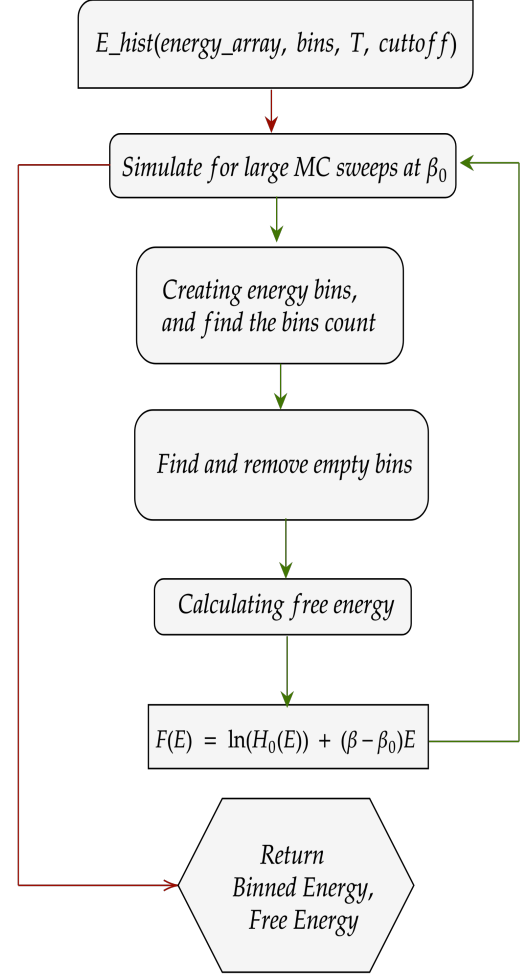 E_hist(energy_array, bins, T, cuttoff)
Simulate for large MC sweeps at β₀
Creating energy bins,
and find the bins count
Find and remove empty bins
Calculating free energy
F(E) = ln(H₀(E)) + (β − β₀)E
Return
Binned Energy,
Free Energy